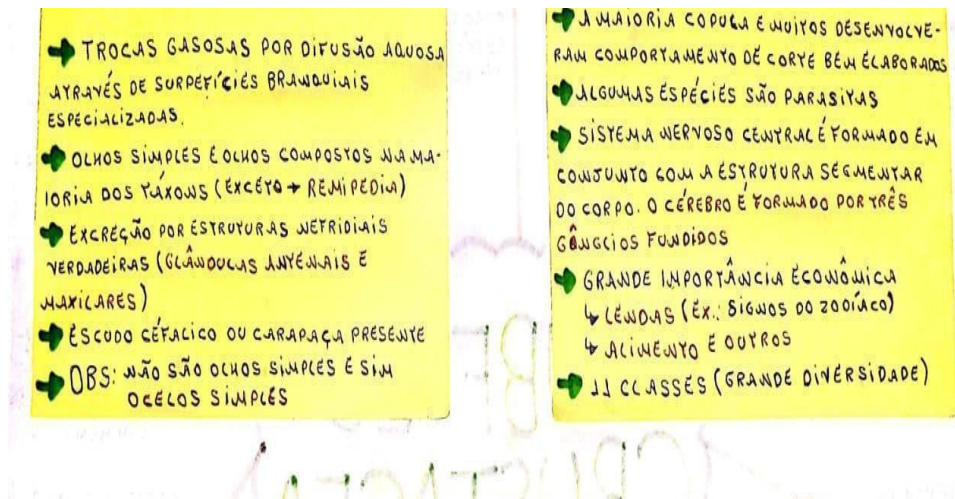 ➡ TROCAS GASOSAS POR DIFUSÃO AQUOSA
ATRAVÉS DE SURPEFÍCIES BRANQUIAIS
ESPECIALIZADAS.
➡ OLHOS SIMPLES E OLHOS COMPOSTOS NA MA-
IORIA DOS TÁXONS (EXCETO → REMIPEDIA)
➡ EXCREÇÃO POR ESTRUTURAS NEFRIDIAIS
VERDADEIRAS (GLÂNDULAS ANTENAIS E
MAXILARES)
➡ ESCUDO CEFÁLICO OU CARAPAÇA PRESENTE
➡ OBS: NÃO SÃO OLHOS SIMPLES E SIM
OCELOS SIMPLES
➡ A MAIORIA COPULA E MUITOS DESENVOLVE-
RAM COMPORTAMENTO DE CORTE BEM ELABORADOS
➡ ALGUMAS ESPÉCIES SÃO PARASITAS
➡ SISTEMA NERVOSO CENTRAL É FORMADO EM
CONJUNTO COM A ESTRUTURA SEGMENTAR
DO CORPO. O CÉREBRO É FORMADO POR TRÊS
GÂNGLIOS FUNDIDOS
➡ GRANDE IMPORTÂNCIA ECONÔMICA
↳ LENDAS (EX.: SIGNOS DO ZODÍACO)
↳ ALIMENTO E OUTROS
➡ 11 CLASSES (GRANDE DIVERSIDADE)